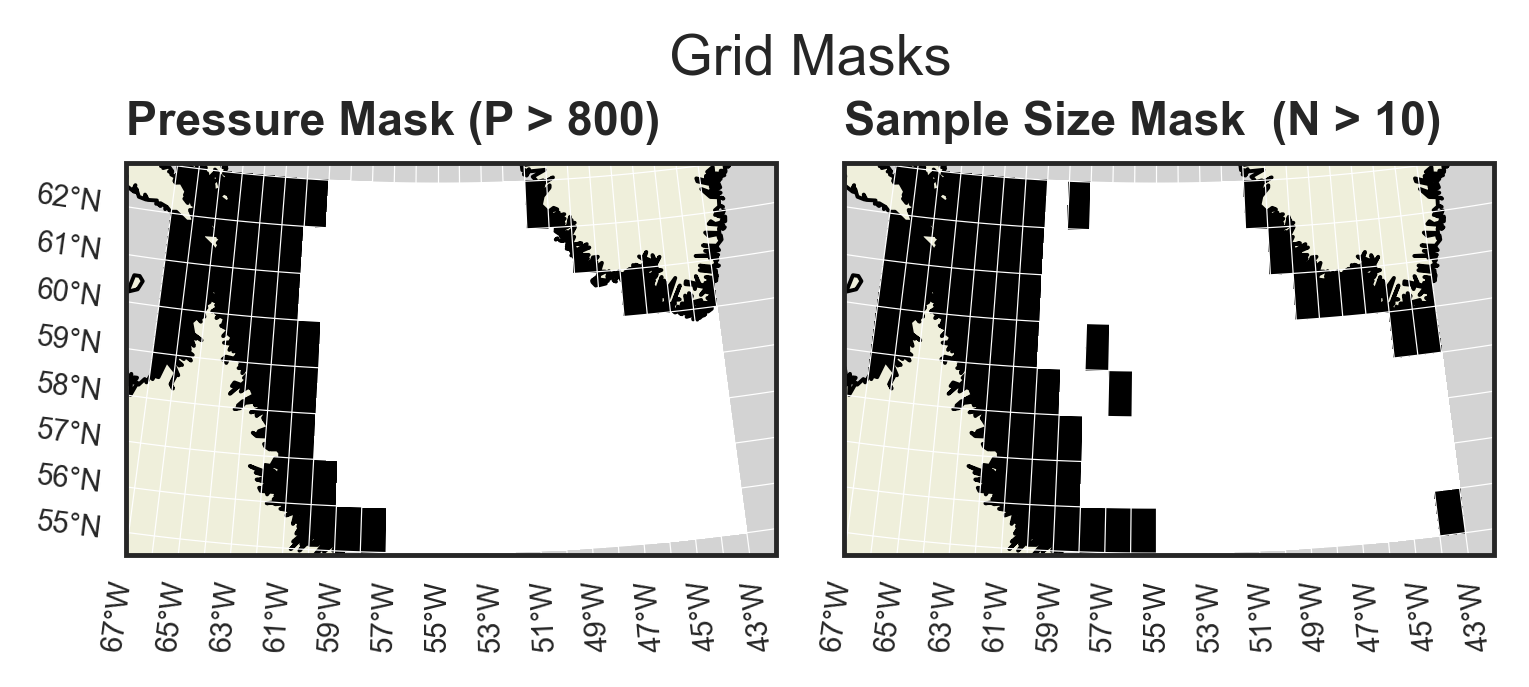 Grid Masks
Pressure Mask (P > 800)
Sample Size Mask  (N > 10)
62°N
61°N
60°N
59°N
58°N
57°N
56°N
55°N
67°W 65°W 63°W 61°W 59°W 57°W 55°W 53°W 51°W 49°W 47°W 45°W 43°W
67°W 65°W 63°W 61°W 59°W 57°W 55°W 53°W 51°W 49°W 47°W 45°W 43°W